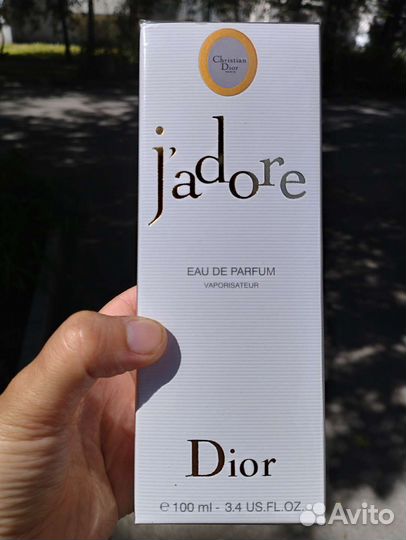 Christian
Dior
j'adore
EAU DE PARFUM
VAPORISATEUR
Dior
℮ 100 ml - 3.4 US.FL.OZ.
Avito